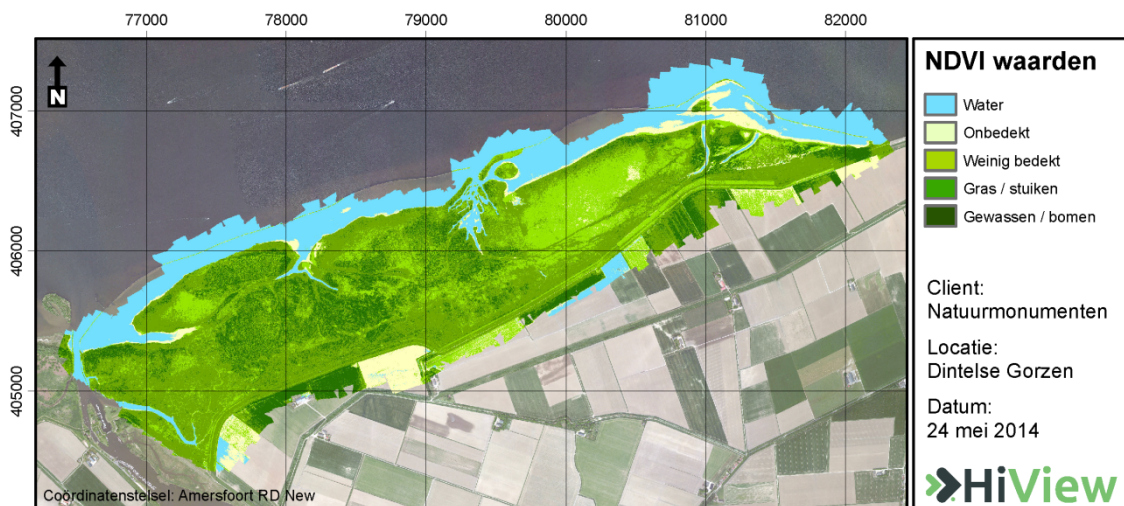 77000 78000 79000 80000 81000 82000
407000
406000
405000
N
Coördinatenstelsel: Amersfoort RD New
NDVI waarden
Water
Onbedekt
Weinig bedekt
Gras / stuiken
Gewassen / bomen
Client:
Natuurmonumenten
Locatie:
Dintelse Gorzen
Datum:
24 mei 2014
HiView